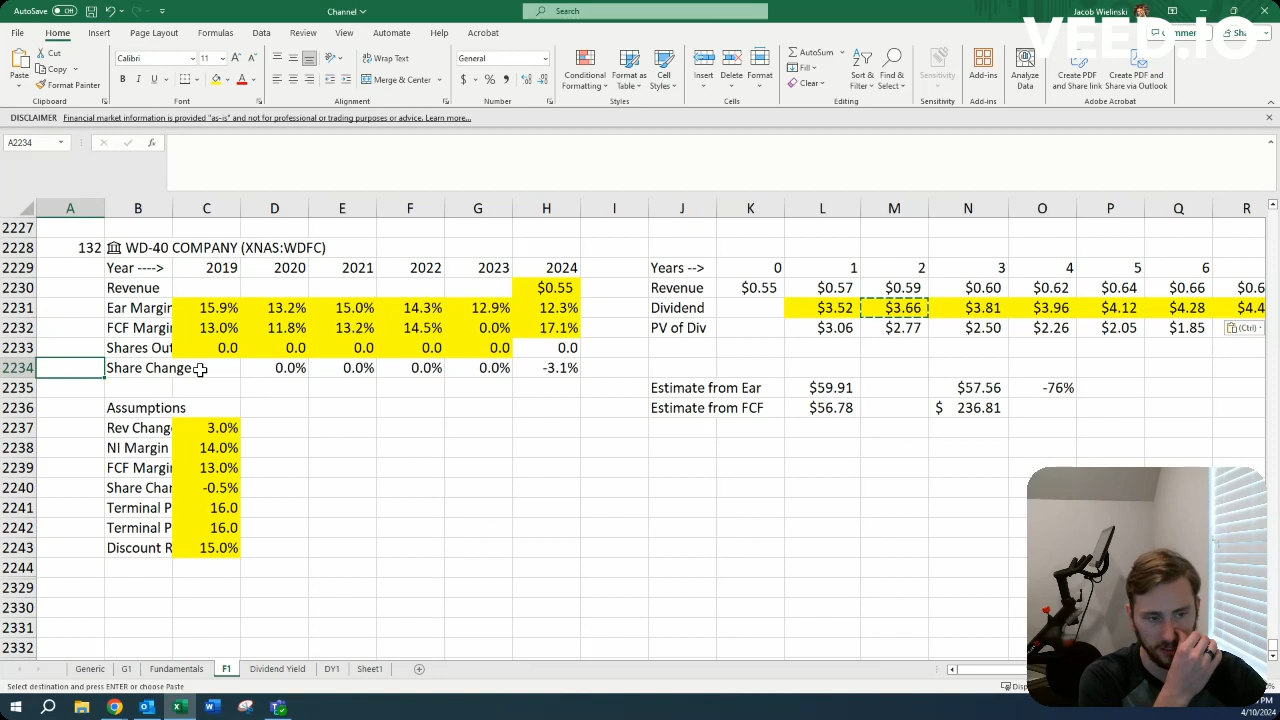 AutoSave Off
Channel
Search
Jacob Wielinski
VEED.IO
File Home Insert Page Layout Formulas Data Review View Automate Help Acrobat
Comments Share
Paste
Cut
Copy
Format Painter
Calibri 11
B I U
Wrap Text
Merge & Center
General
$ % ,
Conditional Formatting
Format as Table
Cell Styles
Insert
Delete
Format
AutoSum
Fill
Clear
Sort & Filter
Find & Select
Sensitivity
Add-ins
Analyze Data
Create PDF and Share link
Create PDF and Share via Outlook
Clipboard Font Alignment Number Styles Cells Editing Sensitivity Add-ins Adobe Acrobat
DISCLAIMER Financial market information is provided "as-is" and not for professional or trading purposes or advice. Learn more...
A2234 fx
A B C D E F G H I J K L M N O P Q R
2227
2228 132 WD-40 COMPANY (XNAS:WDFC)
2229 Year ----> 2019 2020 2021 2022 2023 2024 Years --> 0 1 2 3 4 5 6
2230 Revenue $0.55 Revenue $0.55 $0.57 $0.59 $0.60 $0.62 $0.64 $0.66 $0.6
2231 Ear Margin 15.9% 13.2% 15.0% 14.3% 12.9% 12.3% Dividend $3.52 $3.66 $3.81 $3.96 $4.12 $4.28 $4.4
2232 FCF Margin 13.0% 11.8% 13.2% 14.5% 0.0% 17.1% PV of Div $3.06 $2.77 $2.50 $2.26 $2.05 $1.85 (Ctrl)
2233 Shares Out 0.0 0.0 0.0 0.0 0.0 0.0
2234 Share Change 0.0% 0.0% 0.0% 0.0% -3.1%
2235 Estimate from Ear $59.91 $57.56 -76%
2236 Assumptions Estimate from FCF $56.78 $ 236.81
2237 Rev Chang 3.0%
2238 NI Margin 14.0%
2239 FCF Margi 13.0%
2240 Share Char -0.5%
2241 Terminal P 16.0
2242 Terminal P 16.0
2243 Discount R 15.0%
2244
2329
2330
2331
2332
Generic G1 Fundamentals F1 Dividend Yield DY1 Sheet1
Select destination and press ENTER or choose Paste
4/10/2024